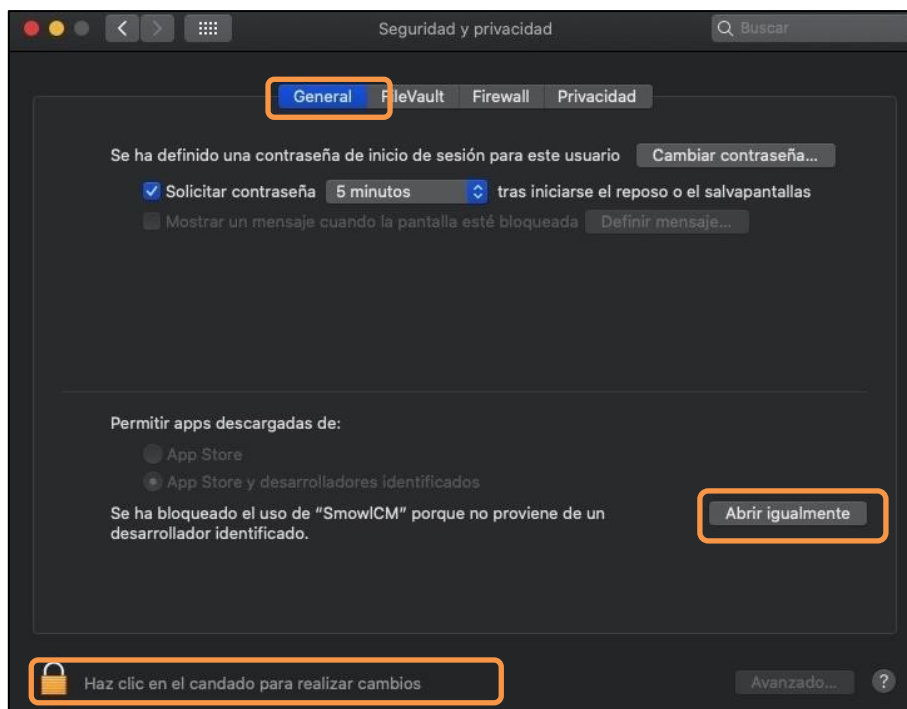 Seguridad y privacidad
Buscar
General FileVault Firewall Privacidad
Se ha definido una contraseña de inicio de sesión para este usuario Cambiar contraseña...
Solicitar contraseña 5 minutos tras iniciarse el reposo o el salvapantallas
Mostrar un mensaje cuando la pantalla esté bloqueada Definir mensaje...
Permitir apps descargadas de:
App Store
App Store y desarrolladores identificados
Se ha bloqueado el uso de “SmowlCM” porque no proviene de un
desarrollador identificado.
Abrir igualmente
Haz clic en el candado para realizar cambios
Avanzado... ?